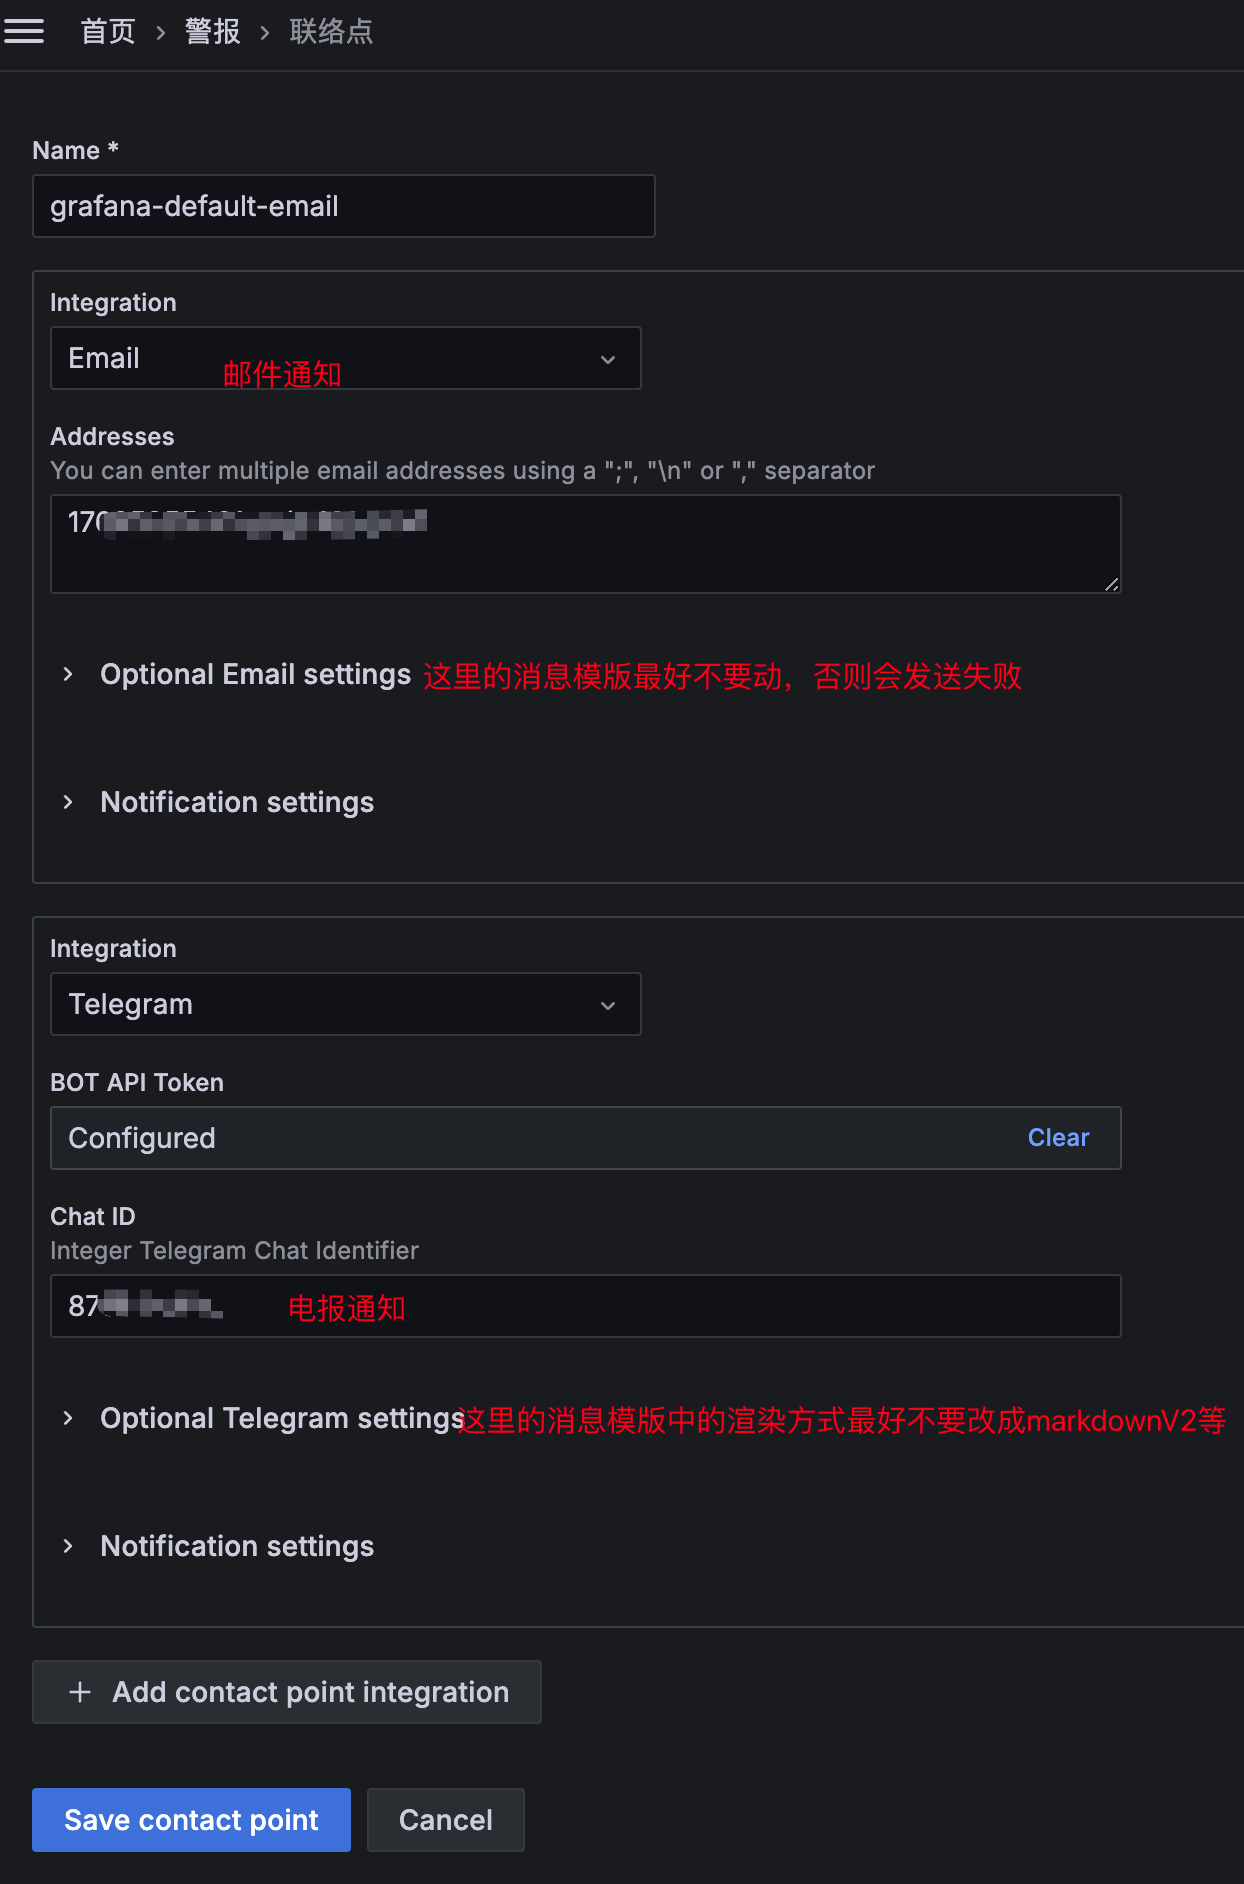 首页 › 警报 › 联络点
Name *
grafana-default-email
Integration
Email
邮件通知
Addresses
You can enter multiple email addresses using a ";", "\n" or "," separator
170
Optional Email settings 这里的消息模版最好不要动，否则会发送失败
Notification settings
Integration
Telegram
BOT API Token
Configured Clear
Chat ID
Integer Telegram Chat Identifier
87 电报通知
Optional Telegram settings这里的消息模版中的渲染方式最好不要改成markdownV2等
Notification settings
+ Add contact point integration
Save contact point Cancel